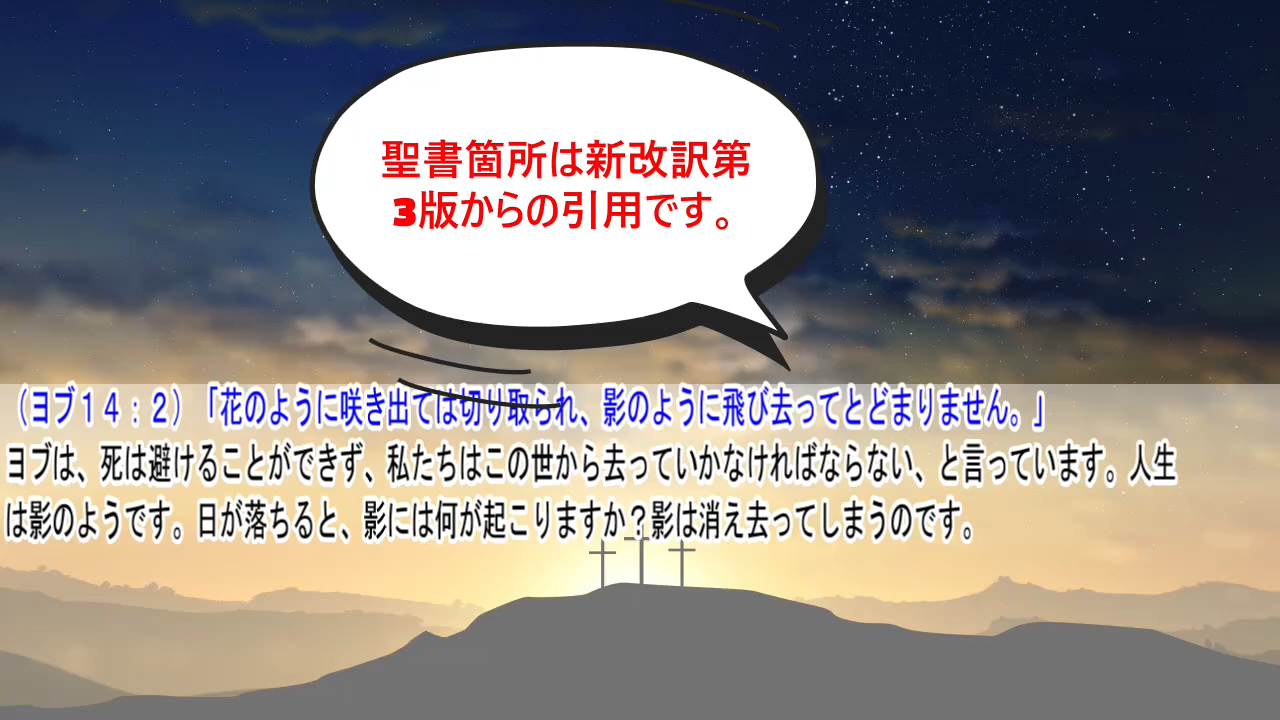 聖書箇所は新改訳第
3版からの引用です。
（ヨブ１４：２）「花のように咲き出ては切り取られ、影のように飛び去ってとどまりません。」
ヨブは、死は避けることができず、私たちはこの世から去っていかなければならない、と言っています。人生
は影のようです。日が落ちると、影には何が起こりますか？影は消え去ってしまうのです。